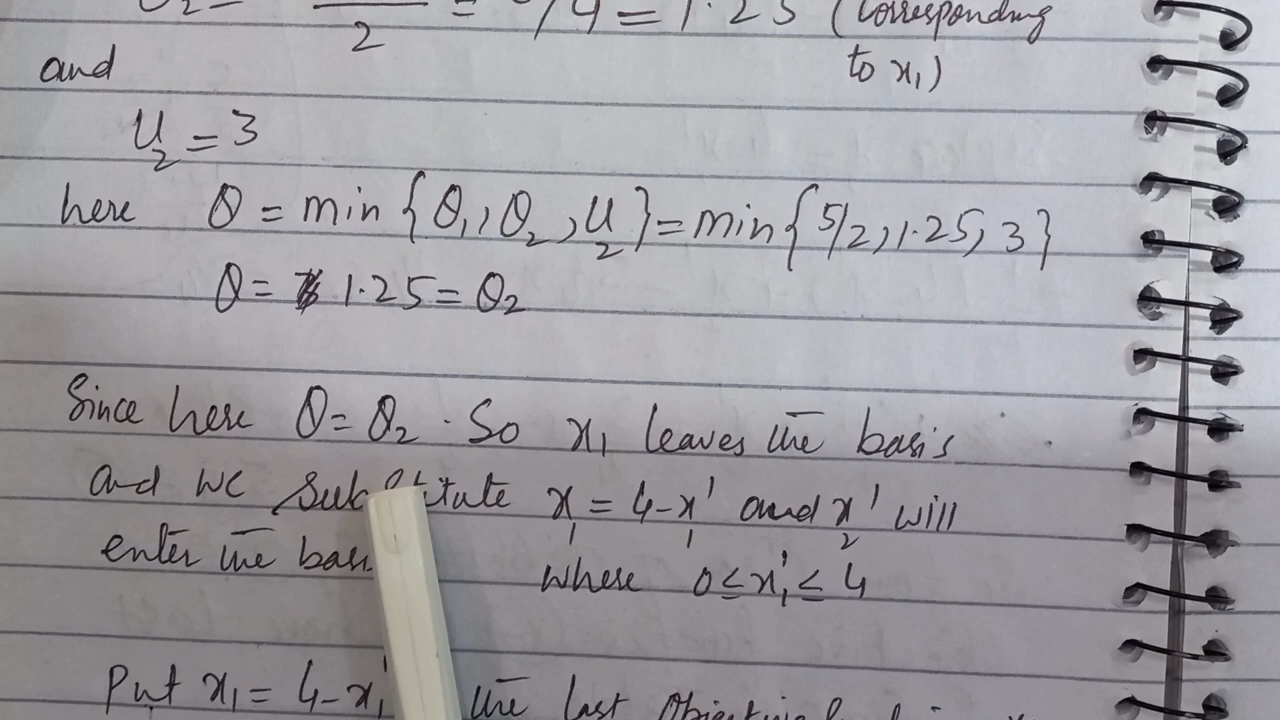 2 = 5/4 = 1.25 (Corresponding
and to x₁)
U₂ = 3
here θ = min {θ₁, θ₂, U₂} = min {5/2, 1.25, 3}
θ = 1.25 = θ₂
Since here θ = θ₂ . So x₁ leaves the basis
and we substitute x₁ = 4 - x₁' and x₂' will
enter the basi
where 0 ≤ x₁' ≤ 4
Put x₁ = 4 - x₁' the last